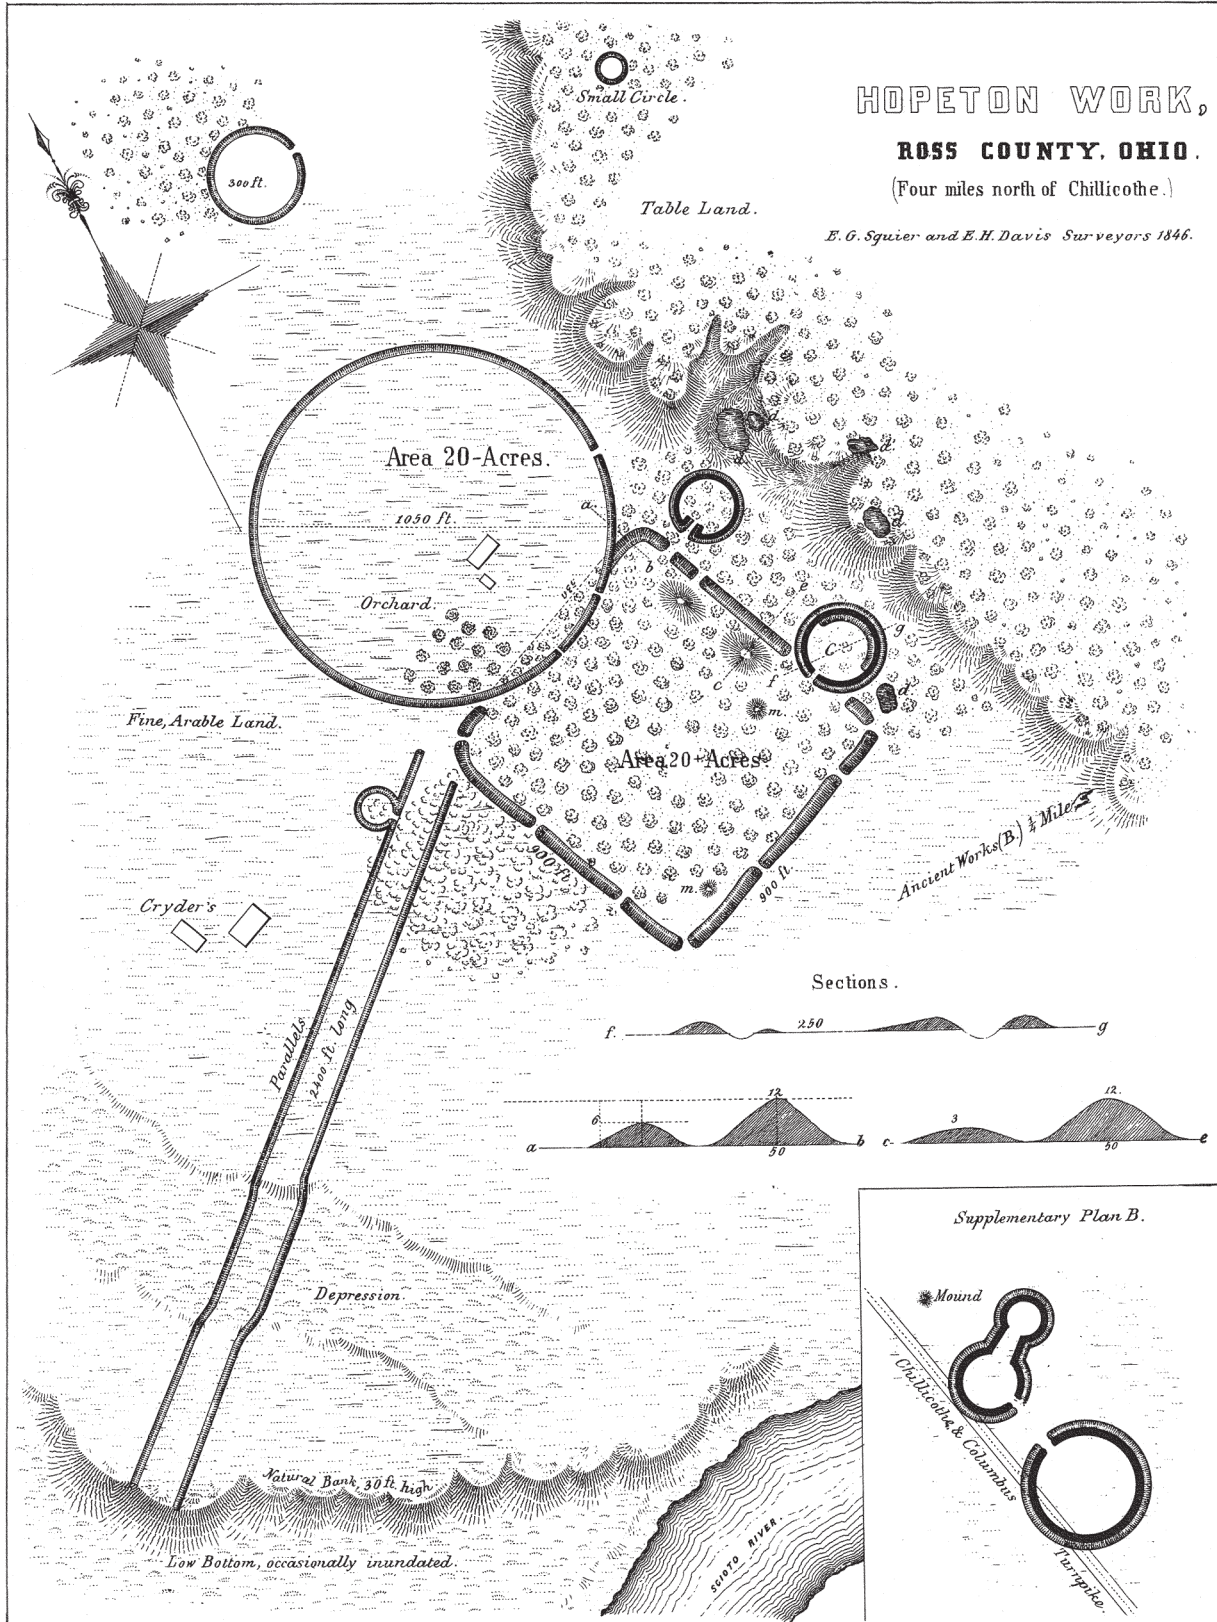 HOPETON WORK,
ROSS COUNTY, OHIO.
(Four miles north of Chillicothe.)
E. G. Squier and E. H. Davis Surveyors 1846.
Small Circle.
300 ft.
Table Land.
d.
d.
d.
d.
Area 20-Acres.
1050 ft.
a
b
e
Orchard.
C
g
c
f
d.
m.
Fine, Arable Land.
Area 20+Acres
Ancient Works (B.) 1/4 Mile
900 ft.
900 ft.
m.
Cryder's
Parallels
2400 ft. long
Sections.
f.
250
g
a
6
12
50
b
c
3
12.
50
e
Depression.
Natural Bank, 30 ft. high
Low Bottom, occasionally inundated.
SCIOTO RIVER.
Supplementary Plan B.
Mound
Chillicothe, & Columbus
Turnpike